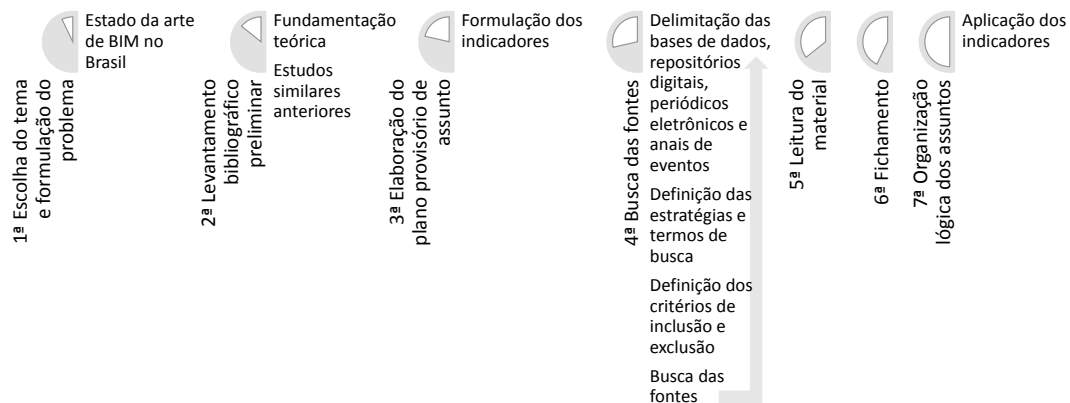 1ª Escolha do tema
e formulação do
problema
Estado da arte
de BIM no
Brasil
2ª Levantamento
bibliográfico
preliminar
Fundamentação
teórica
Estudos
similares
anteriores
3ª Elaboração do
plano provisório de
assunto
Formulação dos
indicadores
4ª Busca das fontes
Delimitação das
bases de dados,
repositórios
digitais,
periódicos
eletrônicos e
anais de
eventos
Definição das
estratégias e
termos de
busca
Definição dos
critérios de
inclusão e
exclusão
Busca das
fontes
5ª Leitura do
material
6ª Fichamento
7ª Organização
lógica dos assuntos
Aplicação dos
indicadores